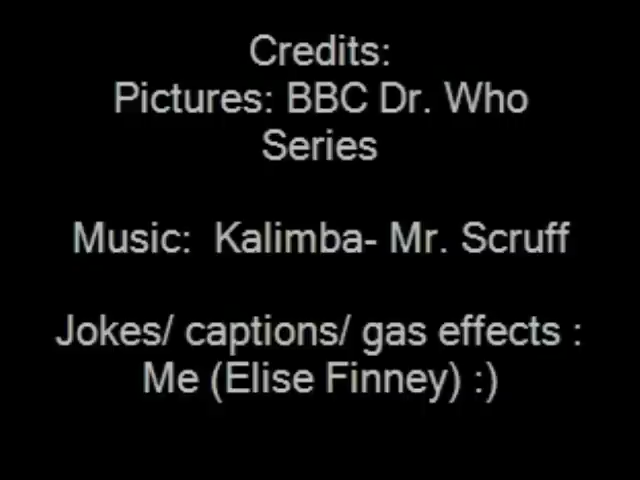 Credits:
Pictures: BBC Dr. Who
Series
Music:  Kalimba- Mr. Scruff
Jokes/ captions/ gas effects :
Me (Elise Finney) :)